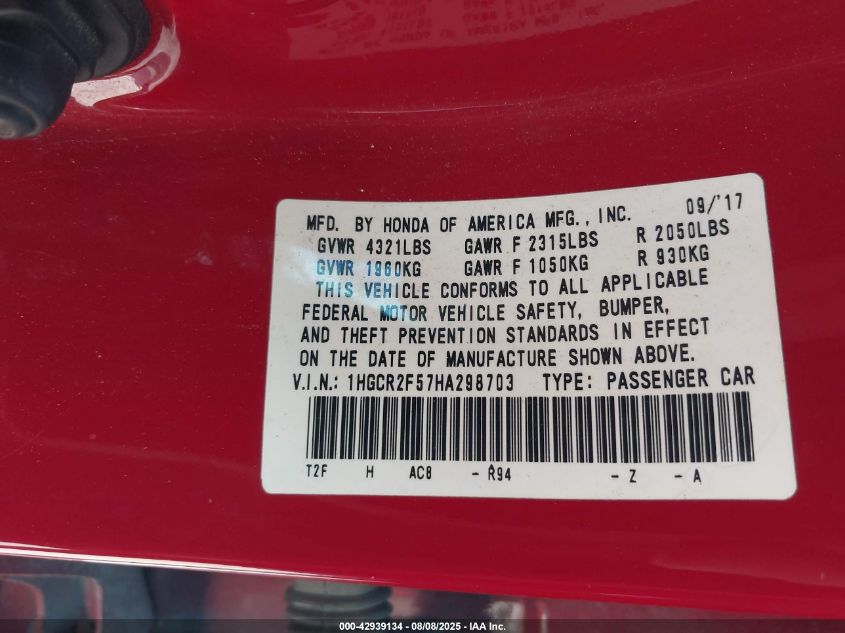 MFD. BY HONDA OF AMERICA MFG., INC. 09/'17
GVWR 4321LBS GAWR F 2315LBS R 2050LBS
GVWR 1960KG GAWR F 1050KG R 930KG
THIS VEHICLE CONFORMS TO ALL APPLICABLE
FEDERAL MOTOR VEHICLE SAFETY, BUMPER,
AND THEFT PREVENTION STANDARDS IN EFFECT
ON THE DATE OF MANUFACTURE SHOWN ABOVE.
V.I.N.: 1HGCR2F57HA298703 TYPE: PASSENGER CAR
T2F H AC8 - R94 - Z - A
000-42939134 - 08/08/2025 - IAA Inc.